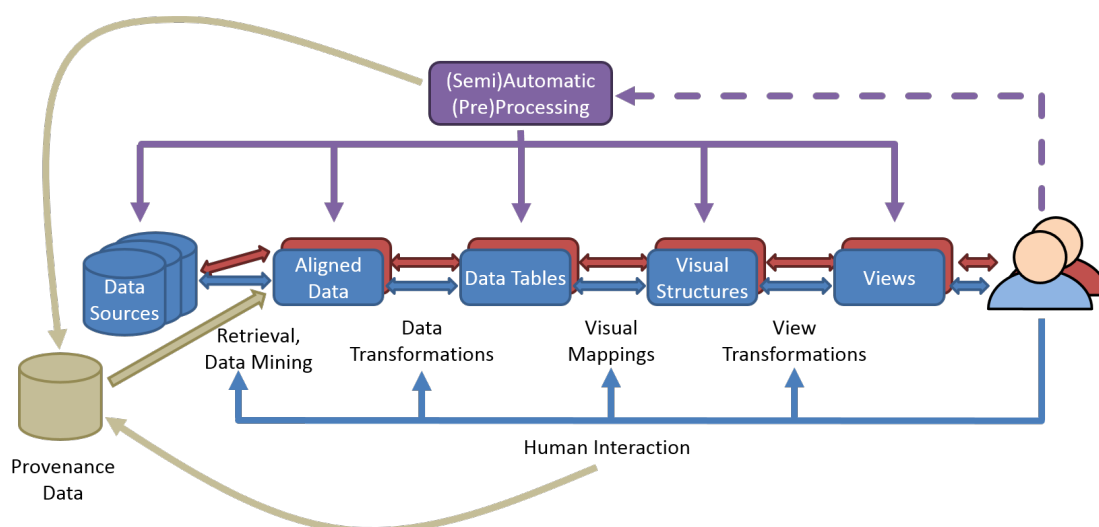 (Semi)Automatic
(Pre)Processing
Data
Sources
Aligned
Data
Data Tables
Visual
Structures
Views
Retrieval,
Data Mining
Data
Transformations
Visual
Mappings
View
Transformations
Human Interaction
Provenance
Data